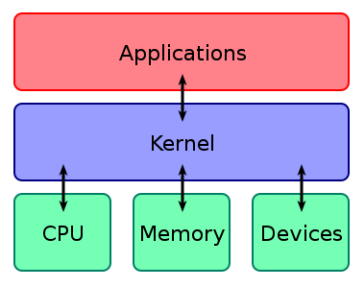 Applications
Kernel
CPU
Memory
Devices